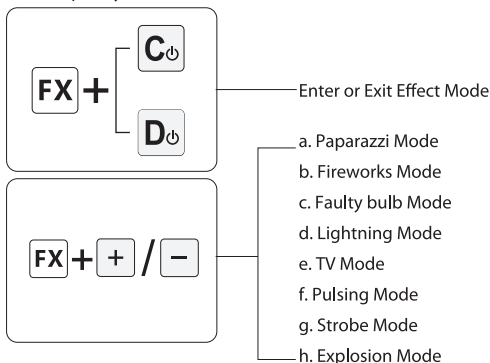 C
FX + 
D
Enter or Exit Effect Mode
a. Paparazzi Mode
b. Fireworks Mode
c. Faulty bulb Mode
d. Lightning Mode
FX + + / −
e. TV Mode
f. Pulsing Mode
g. Strobe Mode
h. Explosion Mode